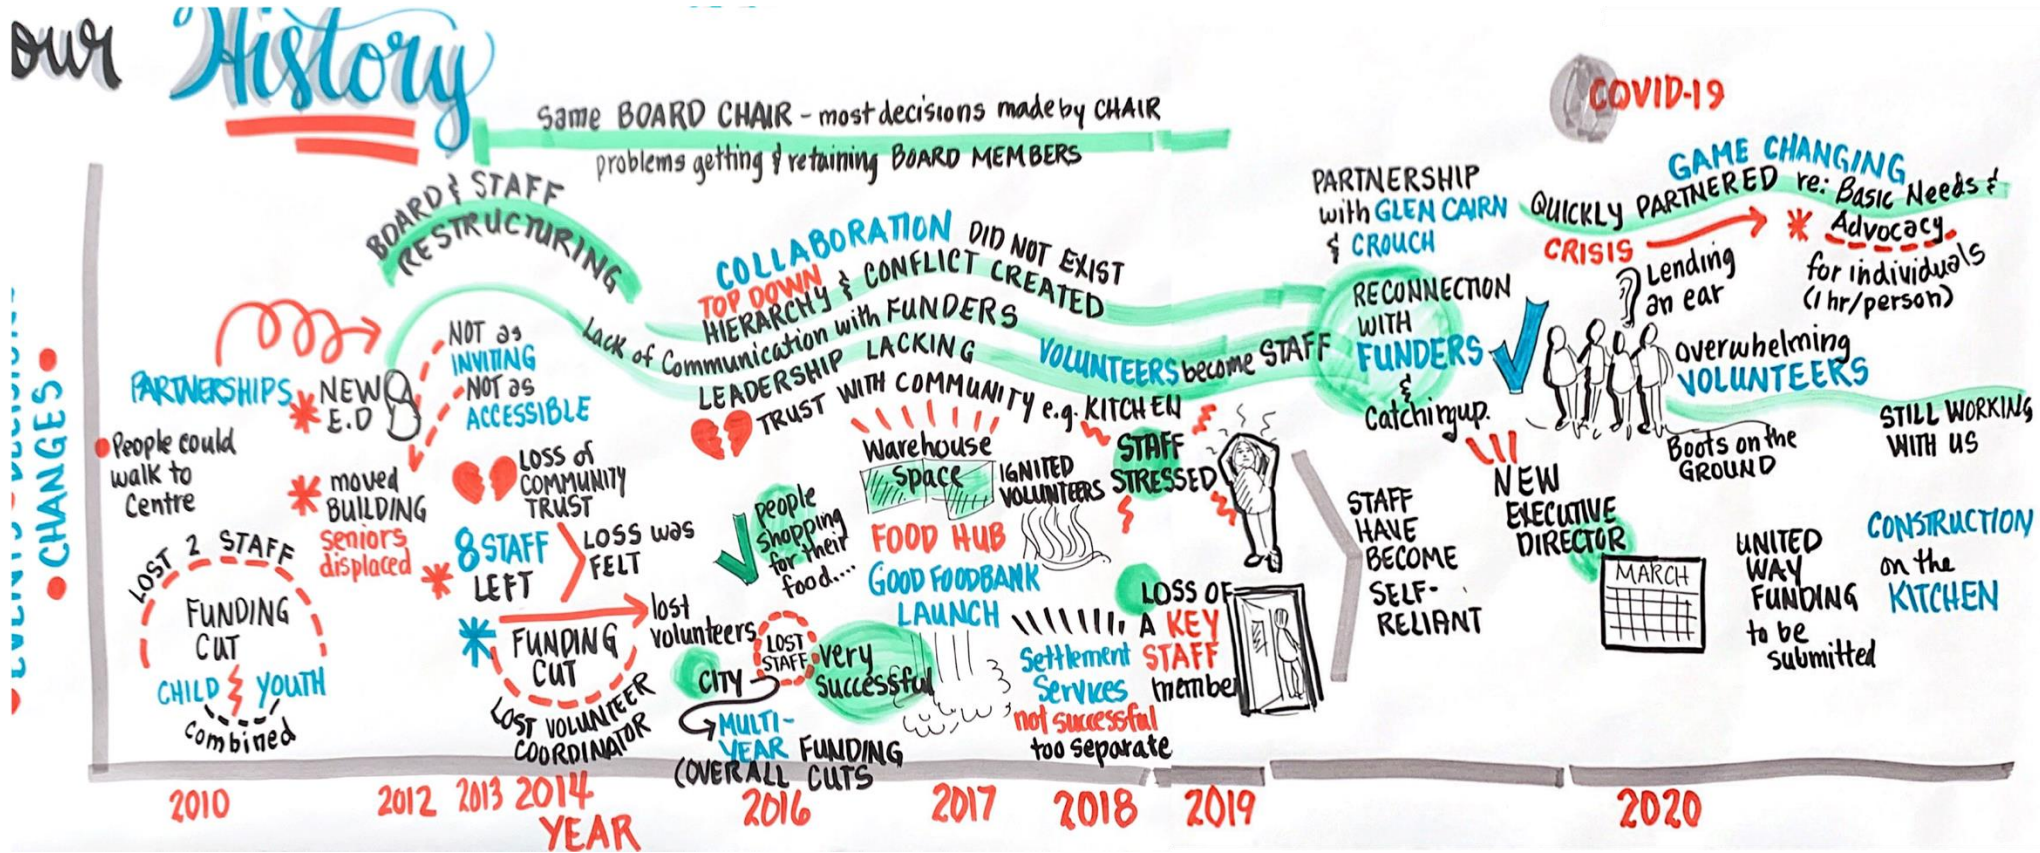 our History
Same BOARD CHAIR - most decisions made by CHAIR
problems getting & retaining BOARD MEMBERS
BOARD & STAFF
RESTRUCTURING
• CHANGES •
PARTNERSHIPS
• People could
walk to
Centre
LOST 2 STAFF
FUNDING
CUT
CHILD & YOUTH
combined
* NEW
E.D
* moved
BUILDING
seniors
displaced
NOT as
INVITING
NOT as
ACCESSIBLE
LOSS of
COMMUNITY
TRUST
* 8 STAFF
LEFT
LOSS was
FELT
lost
volunteers
* FUNDING
CUT
LOST VOLUNTEER
COORDINATOR
COLLABORATION DID NOT EXIST
TOP DOWN
HIERARCHY & CONFLICT CREATED
Lack of Communication with FUNDERS
LEADERSHIP LACKING
TRUST WITH COMMUNITY e.g. KITCHEN
VOLUNTEERS become STAFF
People
shopping
for their
food....
LOST
STAFF
very
successful
CITY
MULTI-
YEAR FUNDING
(OVERALL CUTS
Warehouse
space
FOOD HUB
GOOD FOODBANK
LAUNCH
IGNITED
VOLUNTEERS
STAFF
STRESSED
Settlement
Services
not successful
too separate
LOSS OF
A KEY
STAFF
member
PARTNERSHIP
with GLEN CAIRN
& CROUCH
RECONNECTION
WITH
FUNDERS
&
Catching up.
STAFF
HAVE
BECOME
SELF-
RELIANT
NEW
EXECUTIVE
DIRECTOR
MARCH
COVID-19
GAME CHANGING
QUICKLY PARTNERED re: Basic Needs &
CRISIS
* Advocacy
for individuals
(1 hr/person)
Lending
an ear
overwhelming
VOLUNTEERS
Boots on the
GROUND
STILL WORKING
WITH US
UNITED
WAY
FUNDING
to be
submitted
CONSTRUCTION
on the
KITCHEN
2010
2012
2013
2014
2016
2017
2018
2019
2020
YEAR